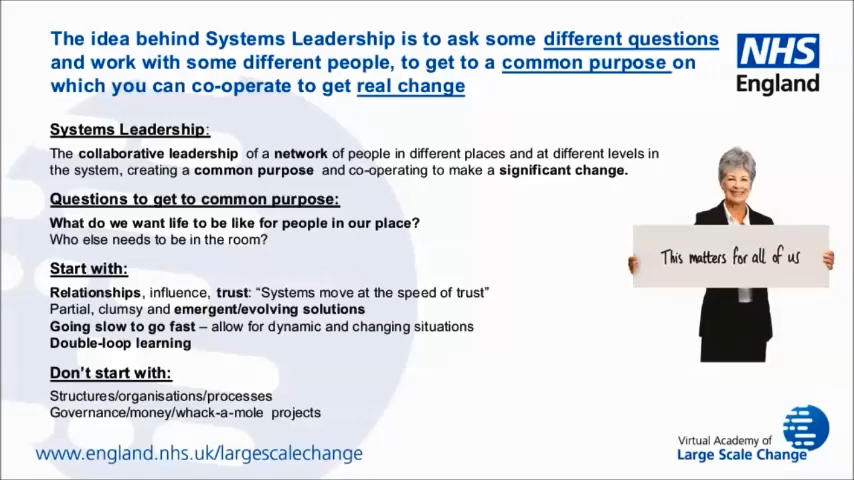 The idea behind Systems Leadership is to ask some different questions
and work with some different people, to get to a common purpose on
which you can co-operate to get real change
NHS
England
Systems Leadership:
The collaborative leadership of a network of people in different places and at different levels in
the system, creating a common purpose and co-operating to make a significant change.
Questions to get to common purpose:
What do we want life to be like for people in our place?
Who else needs to be in the room?
This matters for all of us
Start with:
Relationships, influence, trust: “Systems move at the speed of trust”
Partial, clumsy and emergent/evolving solutions
Going slow to go fast – allow for dynamic and changing situations
Double-loop learning
Don’t start with:
Structures/organisations/processes
Governance/money/whack-a-mole projects
www.england.nhs.uk/largescalechange
Virtual Academy of
Large Scale Change